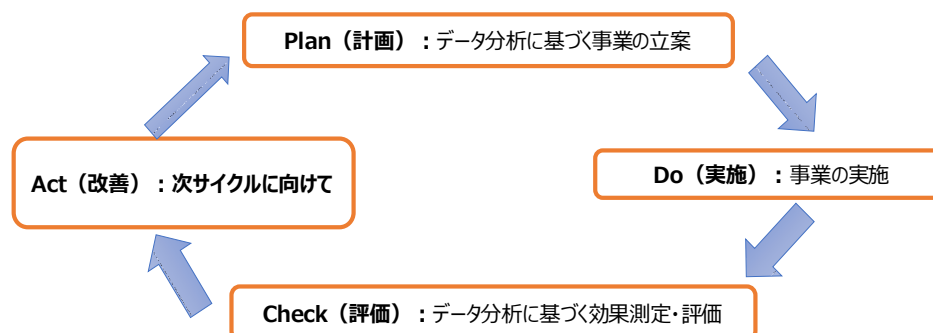 Plan（計画）：データ分析に基づく事業の立案
Do（実施）：事業の実施
Check（評価）：データ分析に基づく効果測定・評価
Act（改善）：次サイクルに向けて